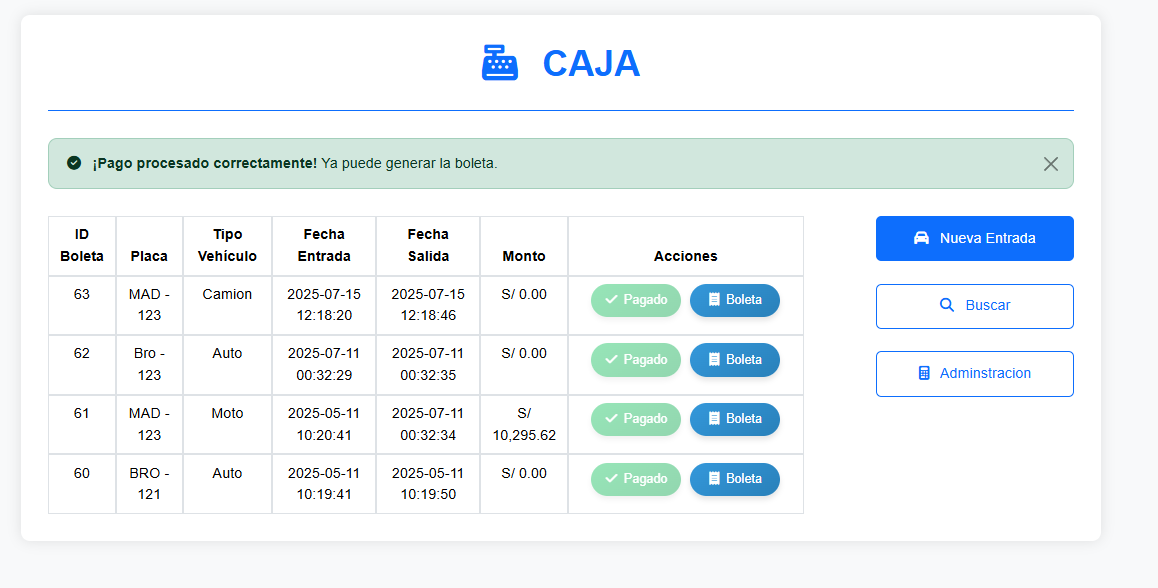 CAJA
¡Pago procesado correctamente! Ya puede generar la boleta.
ID Boleta Placa Tipo Vehículo Fecha Entrada Fecha Salida Monto Acciones
63 MAD - 123 Camion 2025-07-15 12:18:20 2025-07-15 12:18:46 S/ 0.00 Pagado Boleta
62 Bro - 123 Auto 2025-07-11 00:32:29 2025-07-11 00:32:35 S/ 0.00 Pagado Boleta
61 MAD - 123 Moto 2025-05-11 10:20:41 2025-07-11 00:32:34 S/ 10,295.62 Pagado Boleta
60 BRO - 121 Auto 2025-05-11 10:19:41 2025-05-11 10:19:50 S/ 0.00 Pagado Boleta
Nueva Entrada
Buscar
Adminstracion